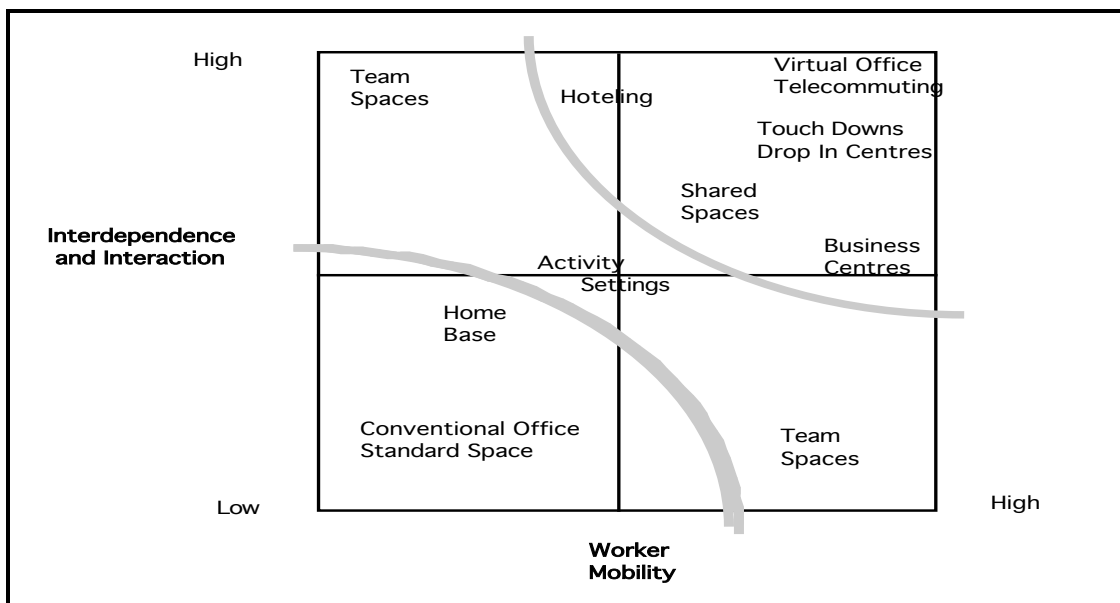 High
Team
Spaces
Hoteling
Virtual Office
Telecommuting
Touch Downs
Drop In Centres
Shared
Spaces
Interdependence
and Interaction
Business
Centres
Activity
Settings
Home
Base
Conventional Office
Standard Space
Team
Spaces
Low
High
Worker
Mobility